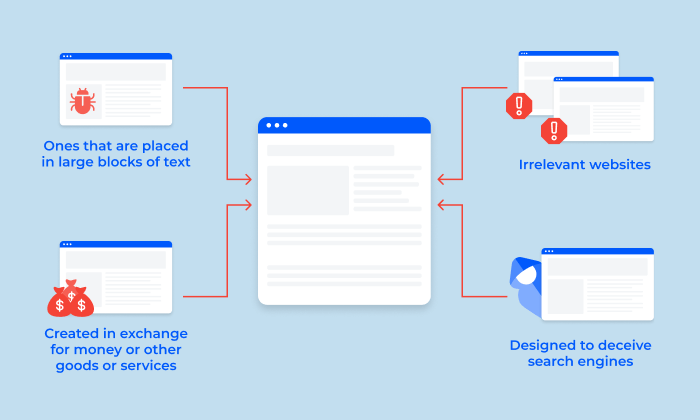 Ones that are placed
in large blocks of text
Irrelevant websites
Created in exchange
for money or other
goods or services
Designed to deceive
search engines
$
$
$
!
!